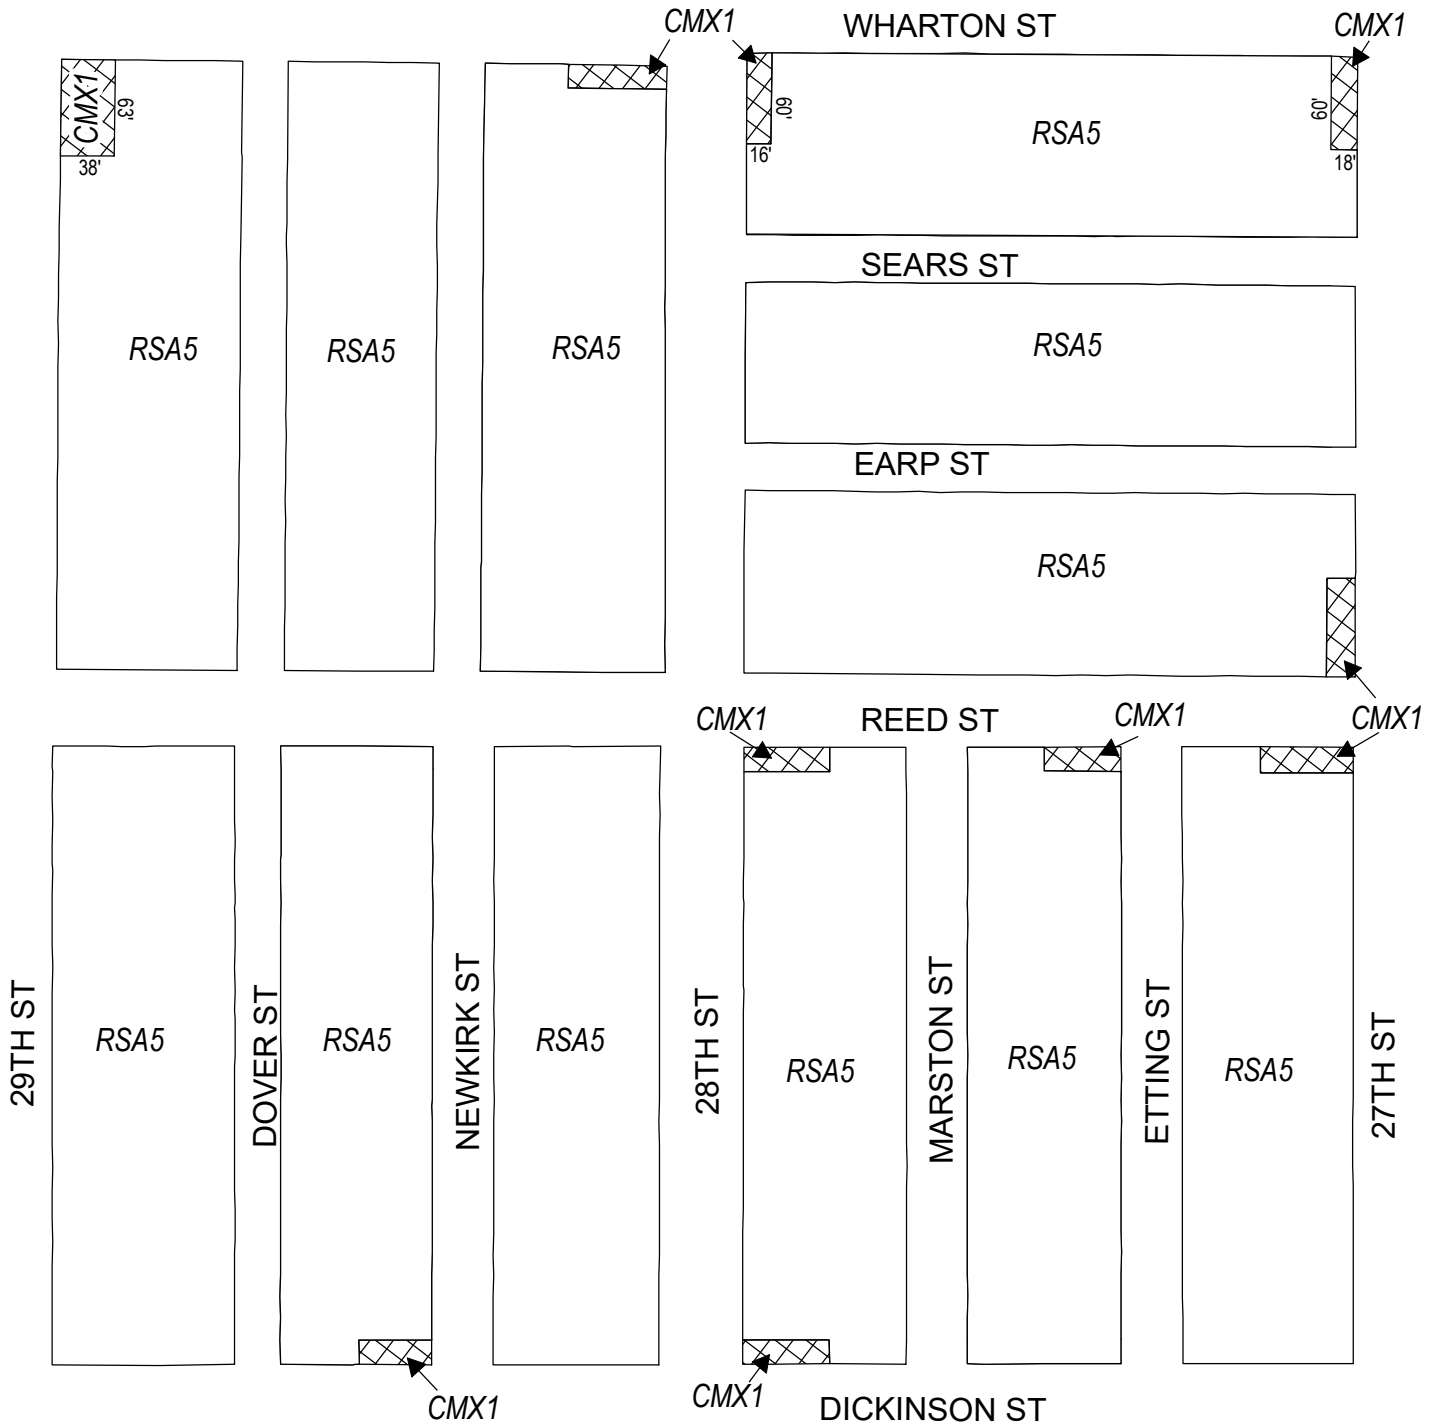 CMX1
WHARTON ST
CMX1
CMX1
63'
38'
60'
16'
RSA5
60'
18'
SEARS ST
RSA5
RSA5
RSA5
RSA5
EARP ST
RSA5
CMX1
REED ST
CMX1
CMX1
29TH ST
RSA5
DOVER ST
RSA5
NEWKIRK ST
RSA5
28TH ST
RSA5
MARSTON ST
RSA5
ETTING ST
RSA5
27TH ST
CMX1
CMX1
DICKINSON ST